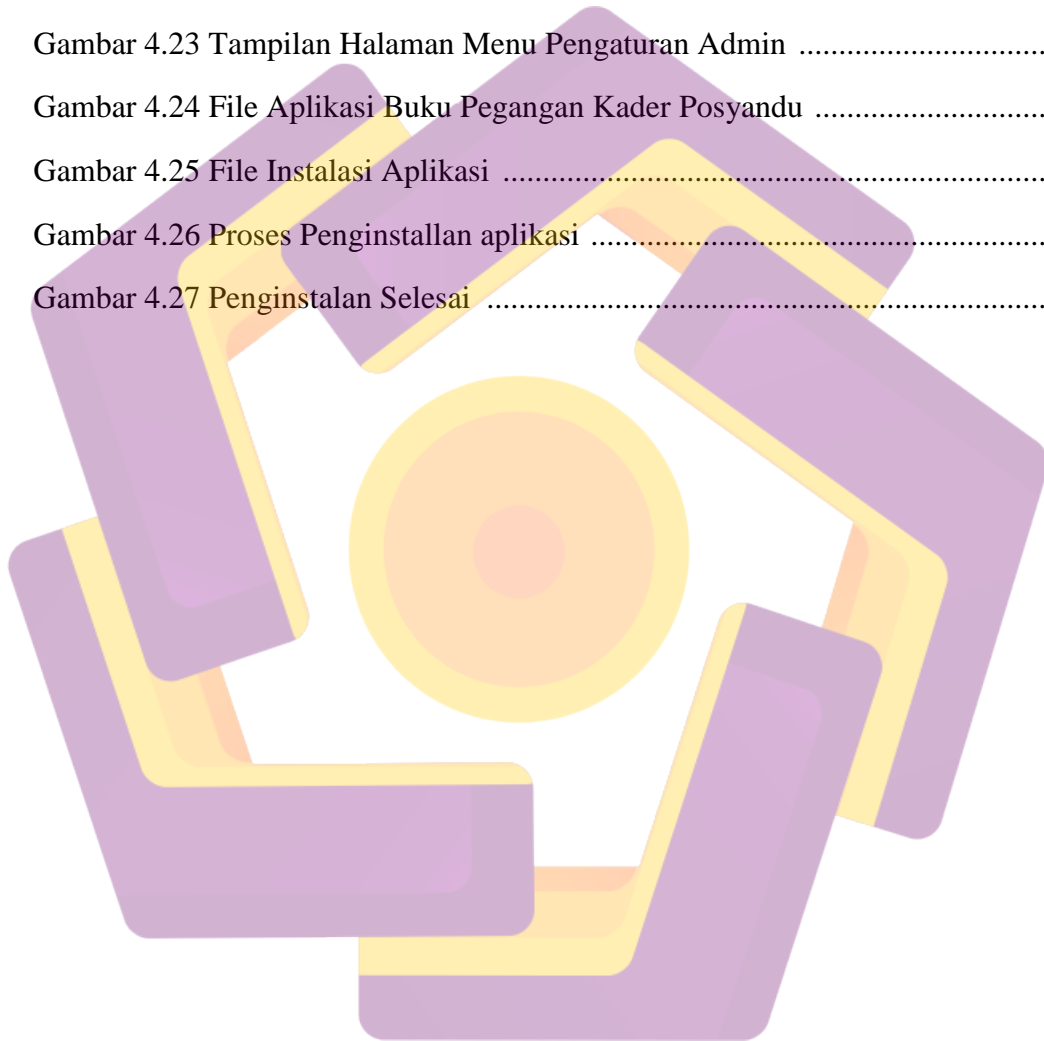 Gambar 4.23 Tampilan Halaman Menu Pengaturan Admin ...............................
Gambar 4.24 File Aplikasi Buku Pegangan Kader Posyandu .............................
Gambar 4.25 File Instalasi Aplikasi .....................................................................
Gambar 4.26 Proses Penginstallan aplikasi ..........................................................
Gambar 4.27 Penginstalan Selesai .......................................................................